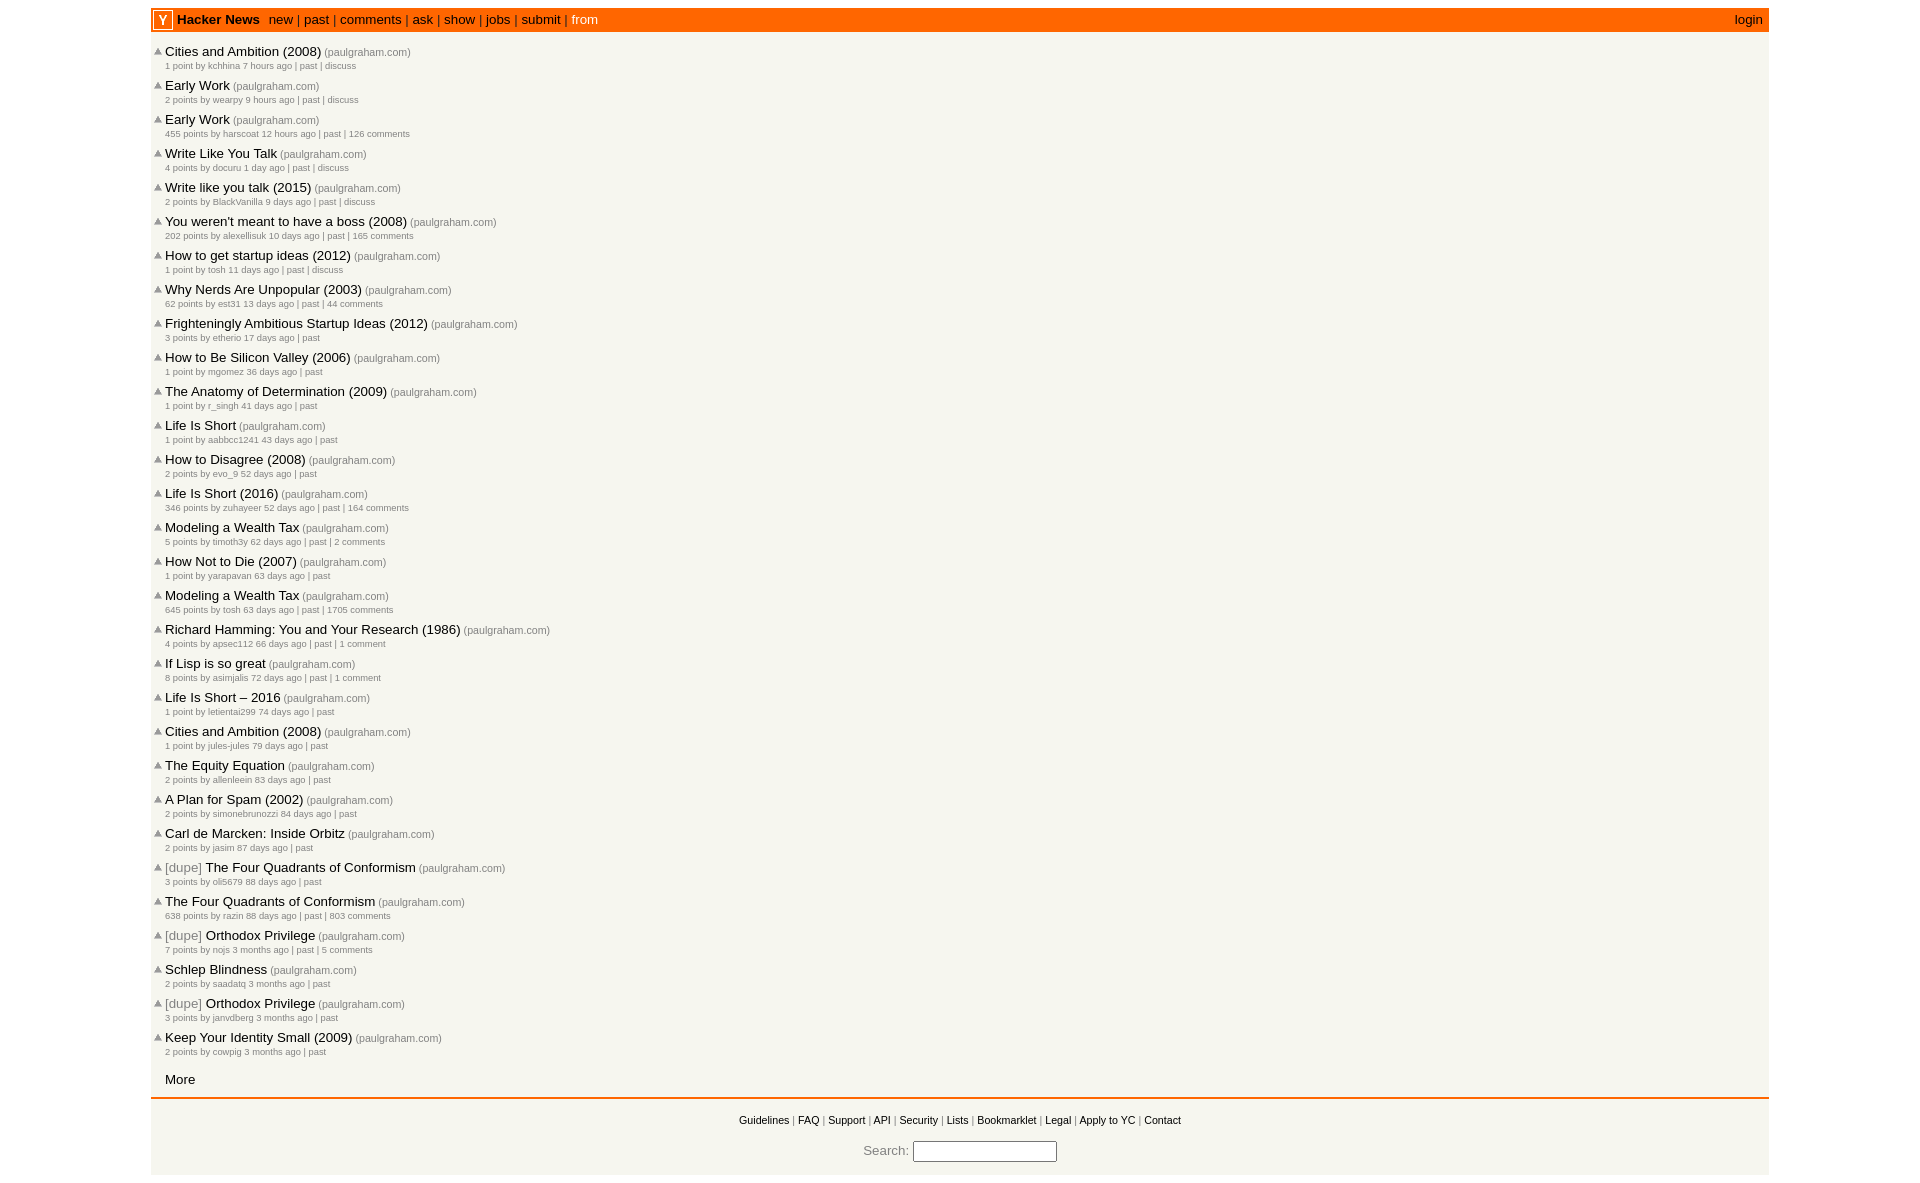 Y Hacker News new | past | comments | ask | show | jobs | submit | from login
Cities and Ambition (2008) (paulgraham.com)
1 point by kchhina 7 hours ago | past | discuss
Early Work (paulgraham.com)
2 points by wearpy 9 hours ago | past | discuss
Early Work (paulgraham.com)
455 points by harscoat 12 hours ago | past | 126 comments
Write Like You Talk (paulgraham.com)
4 points by docuru 1 day ago | past | discuss
Write like you talk (2015) (paulgraham.com)
2 points by BlackVanilla 9 days ago | past | discuss
You weren't meant to have a boss (2008) (paulgraham.com)
202 points by alexellisuk 10 days ago | past | 165 comments
How to get startup ideas (2012) (paulgraham.com)
1 point by tosh 11 days ago | past | discuss
Why Nerds Are Unpopular (2003) (paulgraham.com)
62 points by est31 13 days ago | past | 44 comments
Frighteningly Ambitious Startup Ideas (2012) (paulgraham.com)
3 points by etherio 17 days ago | past
How to Be Silicon Valley (2006) (paulgraham.com)
1 point by mgomez 36 days ago | past
The Anatomy of Determination (2009) (paulgraham.com)
1 point by r_singh 41 days ago | past
Life Is Short (paulgraham.com)
1 point by aabbcc1241 43 days ago | past
How to Disagree (2008) (paulgraham.com)
2 points by evo_9 52 days ago | past
Life Is Short (2016) (paulgraham.com)
346 points by zuhayeer 52 days ago | past | 164 comments
Modeling a Wealth Tax (paulgraham.com)
5 points by timoth3y 62 days ago | past | 2 comments
How Not to Die (2007) (paulgraham.com)
1 point by yarapavan 63 days ago | past
Modeling a Wealth Tax (paulgraham.com)
645 points by tosh 63 days ago | past | 1705 comments
Richard Hamming: You and Your Research (1986) (paulgraham.com)
4 points by apsec112 66 days ago | past | 1 comment
If Lisp is so great (paulgraham.com)
8 points by asimjalis 72 days ago | past | 1 comment
Life Is Short – 2016 (paulgraham.com)
1 point by letientai299 74 days ago | past
Cities and Ambition (2008) (paulgraham.com)
1 point by jules-jules 79 days ago | past
The Equity Equation (paulgraham.com)
2 points by allenleein 83 days ago | past
A Plan for Spam (2002) (paulgraham.com)
2 points by simonebrunozzi 84 days ago | past
Carl de Marcken: Inside Orbitz (paulgraham.com)
2 points by jasim 87 days ago | past
[dupe] The Four Quadrants of Conformism (paulgraham.com)
3 points by oli5679 88 days ago | past
The Four Quadrants of Conformism (paulgraham.com)
638 points by razin 88 days ago | past | 803 comments
[dupe] Orthodox Privilege (paulgraham.com)
7 points by nojs 3 months ago | past | 5 comments
Schlep Blindness (paulgraham.com)
2 points by saadatq 3 months ago | past
[dupe] Orthodox Privilege (paulgraham.com)
3 points by janvdberg 3 months ago | past
Keep Your Identity Small (2009) (paulgraham.com)
2 points by cowpig 3 months ago | past
More
Guidelines | FAQ | Support | API | Security | Lists | Bookmarklet | Legal | Apply to YC | Contact
Search: